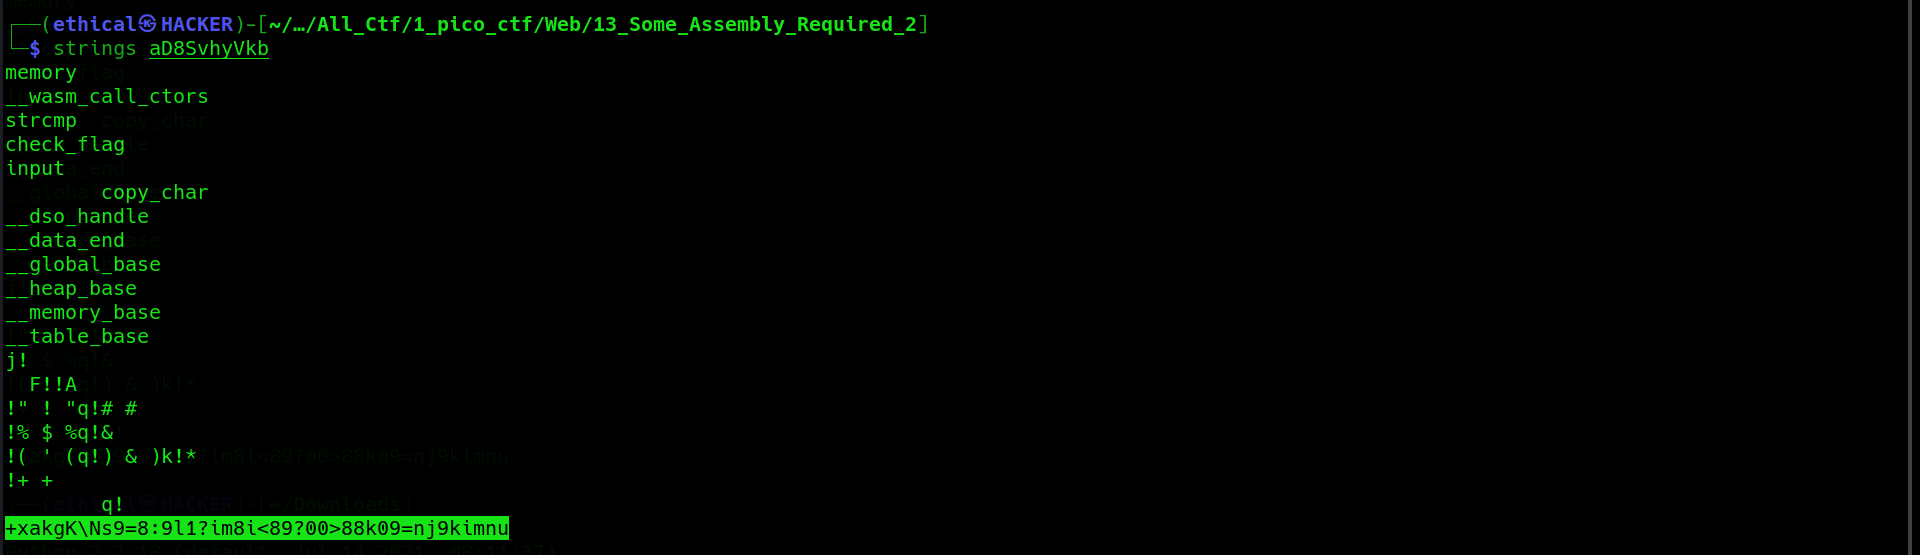 ┌──(ethical㉿HACKER)-[~/…/All_Ctf/1_pico_ctf/Web/13_Some_Assembly_Required_2]
└─$ strings aD8SvhyVkb
memory
__wasm_call_ctors
strcmp
check_flag
input
copy_char
__dso_handle
__data_end
__global_base
__heap_base
__memory_base
__table_base
j!
F!!A
!" ! "q!# #
!% $ %q!&
!( ' (q!) & )k!*
!+ +
q!
+xakgK\Ns9=8:9l1?im8i<89?00>88k09=nj9kimnu